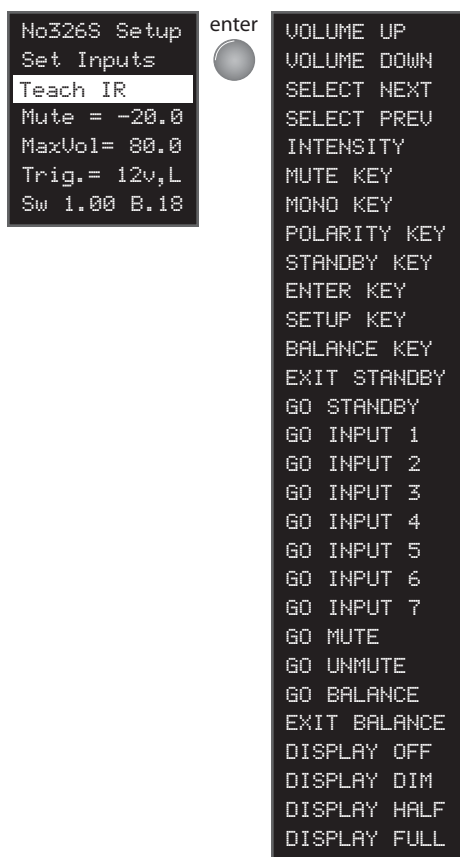 No326S Setup
Set Inputs
Teach IR
Mute = -20.0
MaxVol= 80.0
Trig.= 12v,L
Sw 1.00 B.18
enter
VOLUME UP
VOLUME DOWN
SELECT NEXT
SELECT PREV
INTENSITY
MUTE KEY
MONO KEY
POLARITY KEY
STANDBY KEY
ENTER KEY
SETUP KEY
BALANCE KEY
EXIT STANDBY
GO STANDBY
GO INPUT 1
GO INPUT 2
GO INPUT 3
GO INPUT 4
GO INPUT 5
GO INPUT 6
GO INPUT 7
GO MUTE
GO UNMUTE
GO BALANCE
EXIT BALANCE
DISPLAY OFF
DISPLAY DIM
DISPLAY HALF
DISPLAY FULL